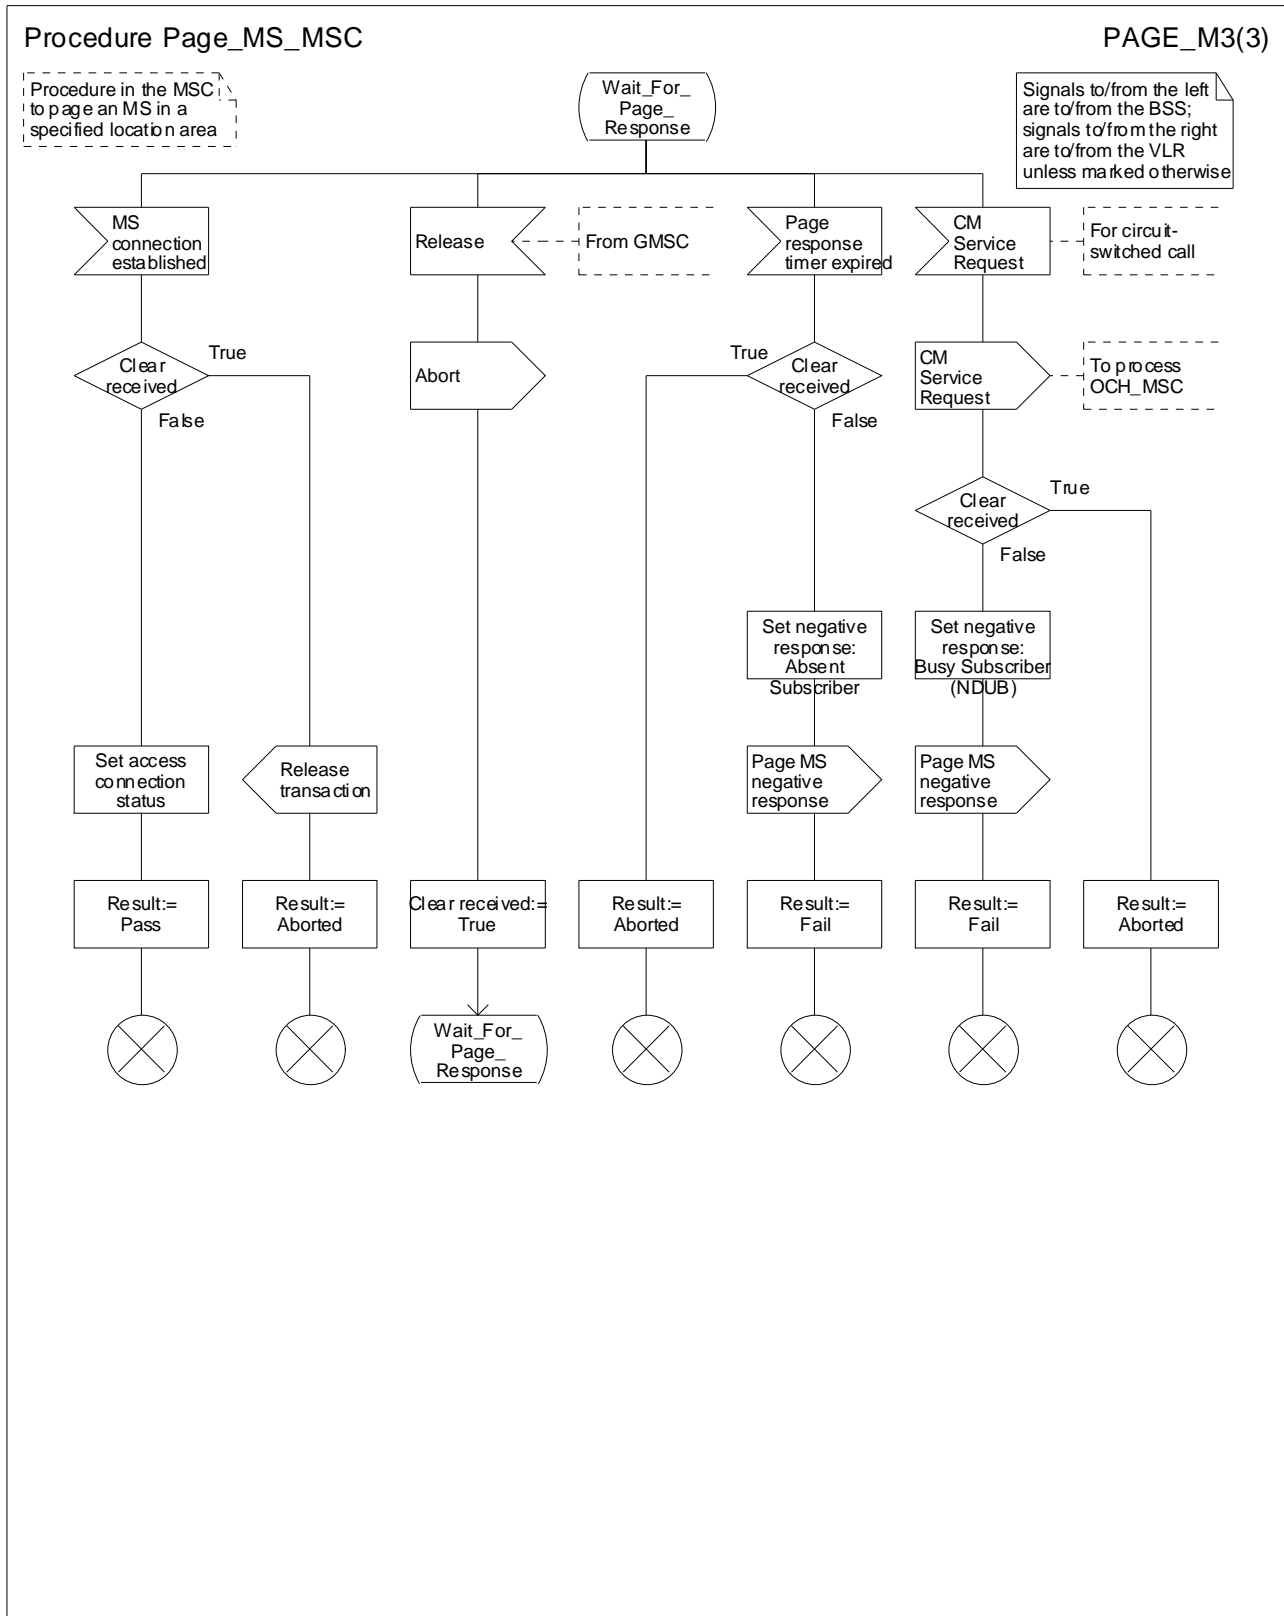 Procedure Page_MS_MSC
PAGE_M3(3)
Procedure in the MSC
to page an MS in a
specified location area
Wait_For_
Page_
Response
Signals to/from the left
are to/from the BSS;
signals to/from the right
are to/from the VLR
unless marked otherwise
MS
connection
established
Release
From GMSC
Page
response
timer expired
CM
Service
Request
For circuit-
switched call
Clear
received
True
False
Abort
True
Clear
received
False
CM
Service
Request
To process
OCH_MSC
Clear
received
True
False
Set negative
response:
Absent
Subscriber
Set negative
response:
Busy Subscriber
(NDUB)
Set access
connection
status
Release
transaction
Page MS
negative
response
Page MS
negative
response
Result:=
Pass
Result:=
Aborted
Clear received:=
True
Result:=
Aborted
Result:=
Fail
Result:=
Fail
Result:=
Aborted
Wait_For_
Page_
Response